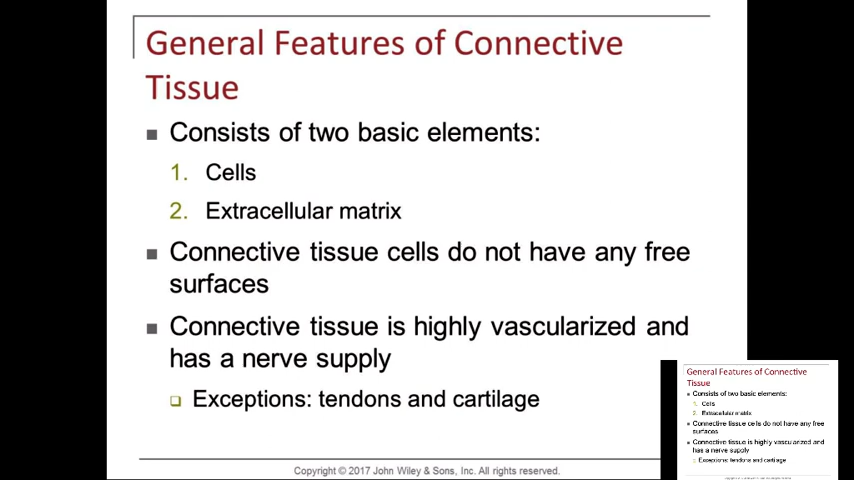 General Features of Connective
Tissue
■ Consists of two basic elements:
1. Cells
2. Extracellular matrix
■ Connective tissue cells do not have any free
surfaces
■ Connective tissue is highly vascularized and
has a nerve supply
❑ Exceptions: tendons and cartilage
Copyright © 2017 John Wiley & Sons, Inc. All rights reserved.
General Features of Connective
Tissue
■ Consists of two basic elements:
1. Cells
2. Extracellular matrix
■ Connective tissue cells do not have any free
surfaces
■ Connective tissue is highly vascularized and
has a nerve supply
Exceptions: tendons and cartilage